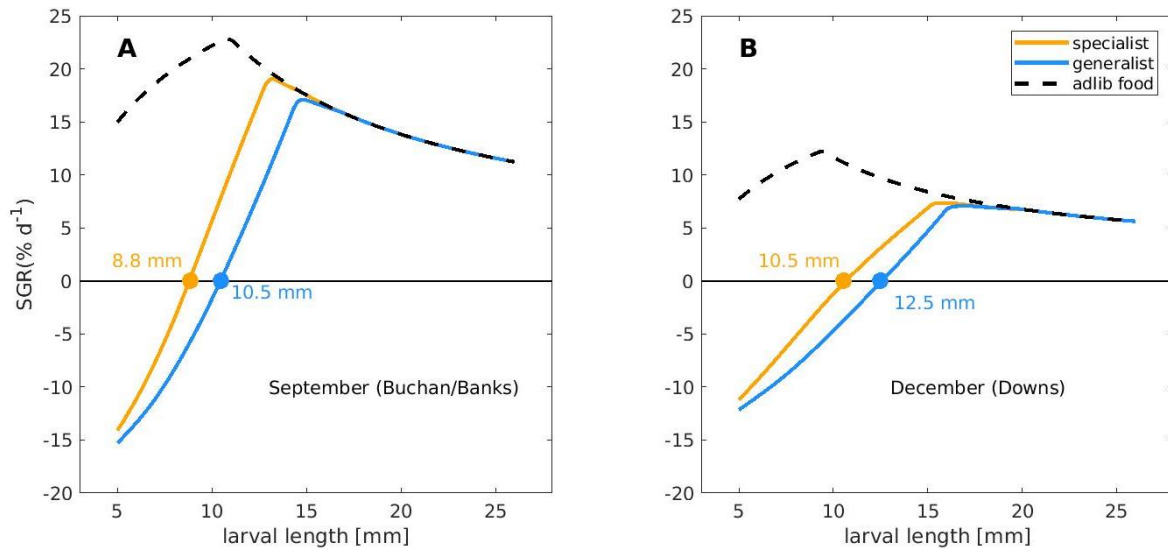 A
25
20
15
10
5
0
-5
-10
-15
-20
SGR(% d-1)
8.8 mm
10.5 mm
September (Buchan/Banks)
5
10
15
20
25
larval length [mm]
B
specialist
generalist
adlib food
25
20
15
10
5
0
-5
-10
-15
-20
10.5 mm
12.5 mm
December (Downs)
5
10
15
20
25
larval length [mm]